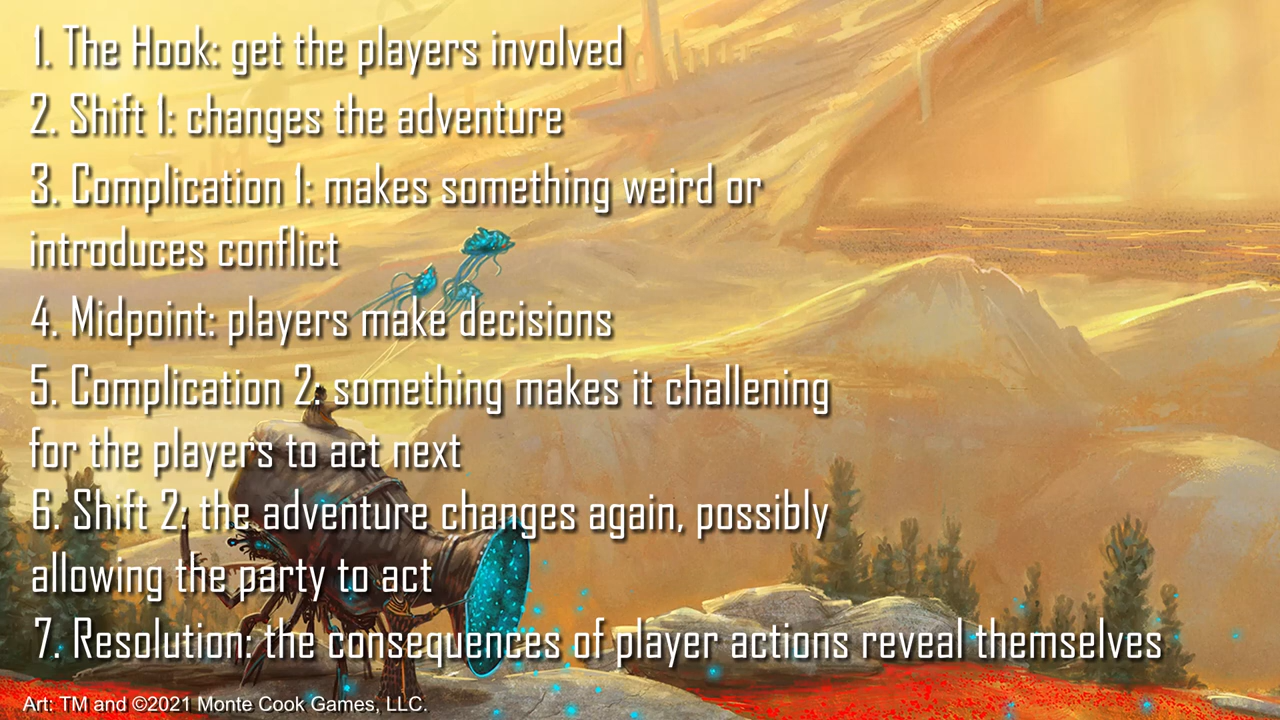 1. The Hook: get the players involved
2. Shift 1: changes the adventure
3. Complication 1: makes something weird or
introduces conflict
4. Midpoint: players make decisions
5. Complication 2: something makes it challening
for the players to act next
6. Shift 2: the adventure changes again, possibly
allowing the party to act
7. Resolution: the consequences of player actions reveal themselves
Art: TM and ©2021 Monte Cook Games, LLC.